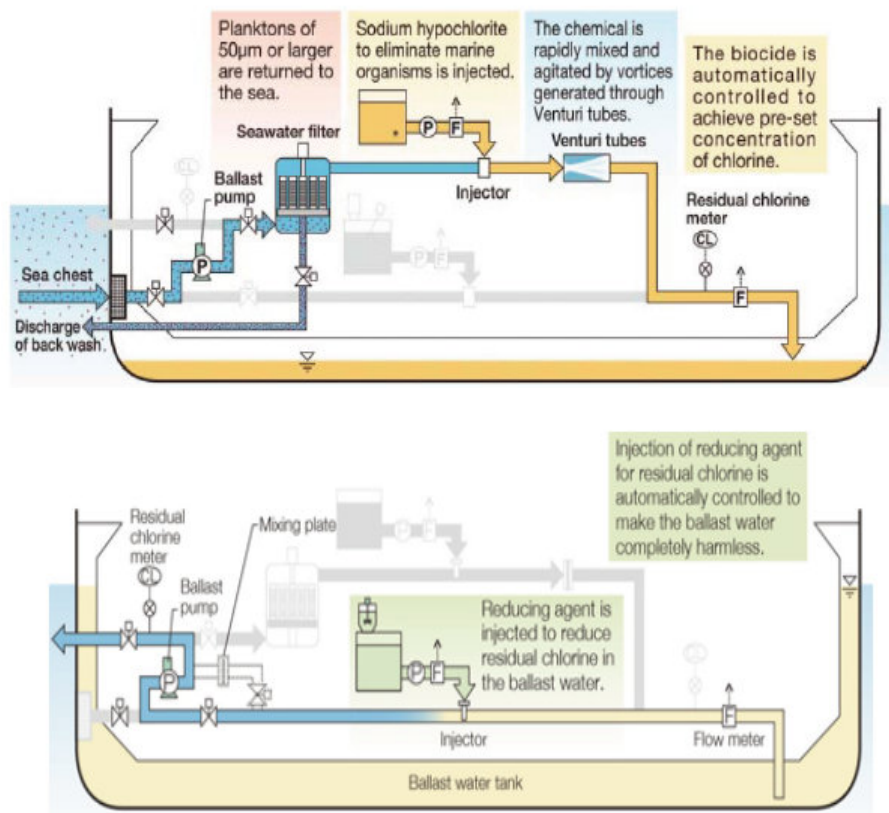 Planktons of
50µm or larger
are returned to
the sea.
Sodium hypochlorite
to eliminate marine
organisms is injected.
The chemical is
rapidly mixed and
agitated by vortices
generated through
Venturi tubes.
The biocide is
automatically
controlled to
achieve pre-set
concentration
of chlorine.
Seawater filter
P
F
Venturi tubes
CL
Ballast
pump
Injector
Residual chlorine
meter
CL
P
P
F
Sea chest
F
Discharge
of back wash
Injection of reducing agent
for residual chlorine is
automatically controlled to
make the ballast water
completely harmless.
Residual
chlorine
meter
Mixing plate
P
F
CL
Ballast
pump
Reducing agent is
injected to reduce
residual chlorine in
the ballast water.
P
F
CL
P
F
Injector
Flow meter
Ballast water tank